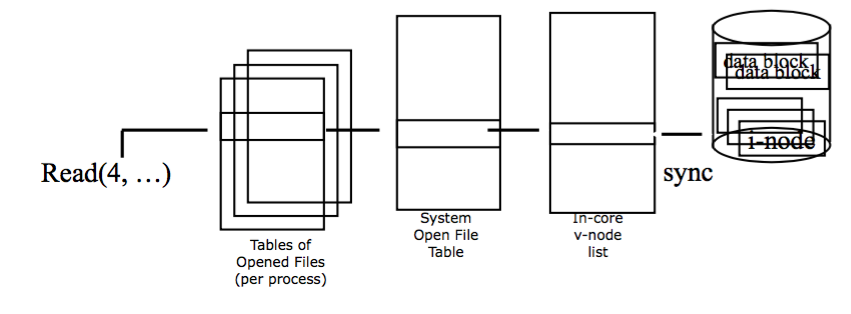 Read(4, …)
Tables of
Opened Files
(per process)
System
Open File
Table
In-core
v-node
list
sync
data block
data block
i-node